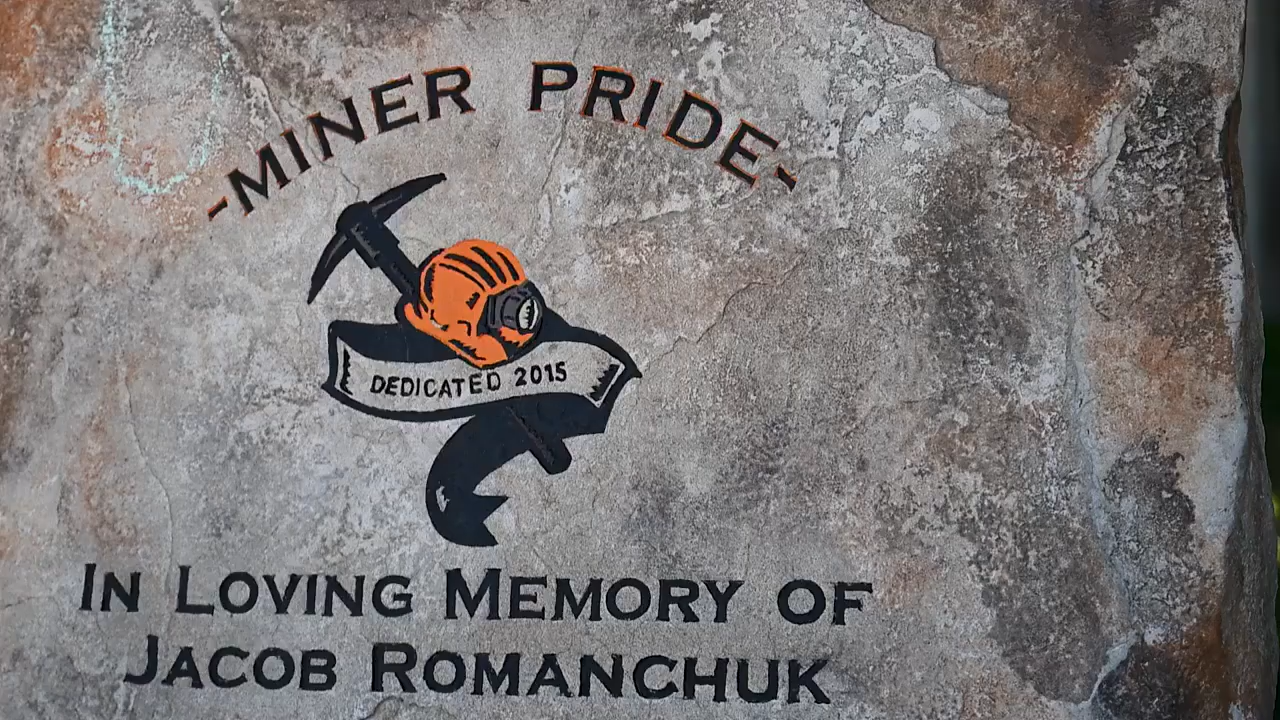 -MINER PRIDE-
DEDICATED 2015
IN LOVING MEMORY OF
JACOB ROMANCHUK